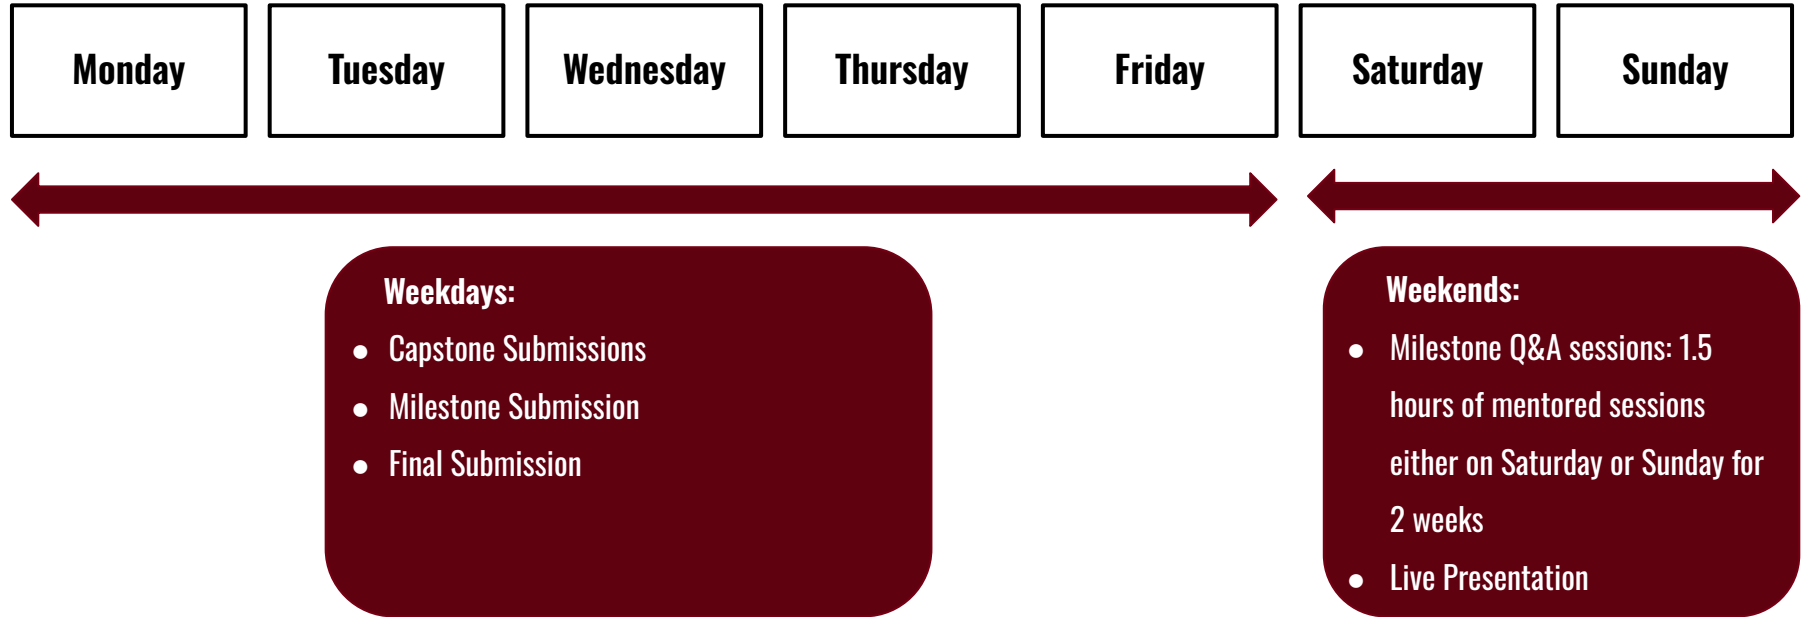 Monday
Tuesday
Wednesday
Thursday
Friday
Saturday
Sunday
Weekdays:
● Capstone Submissions
● Milestone Submission
● Final Submission
Weekends:
● Milestone Q&A sessions: 1.5
hours of mentored sessions
either on Saturday or Sunday for
2 weeks
● Live Presentation